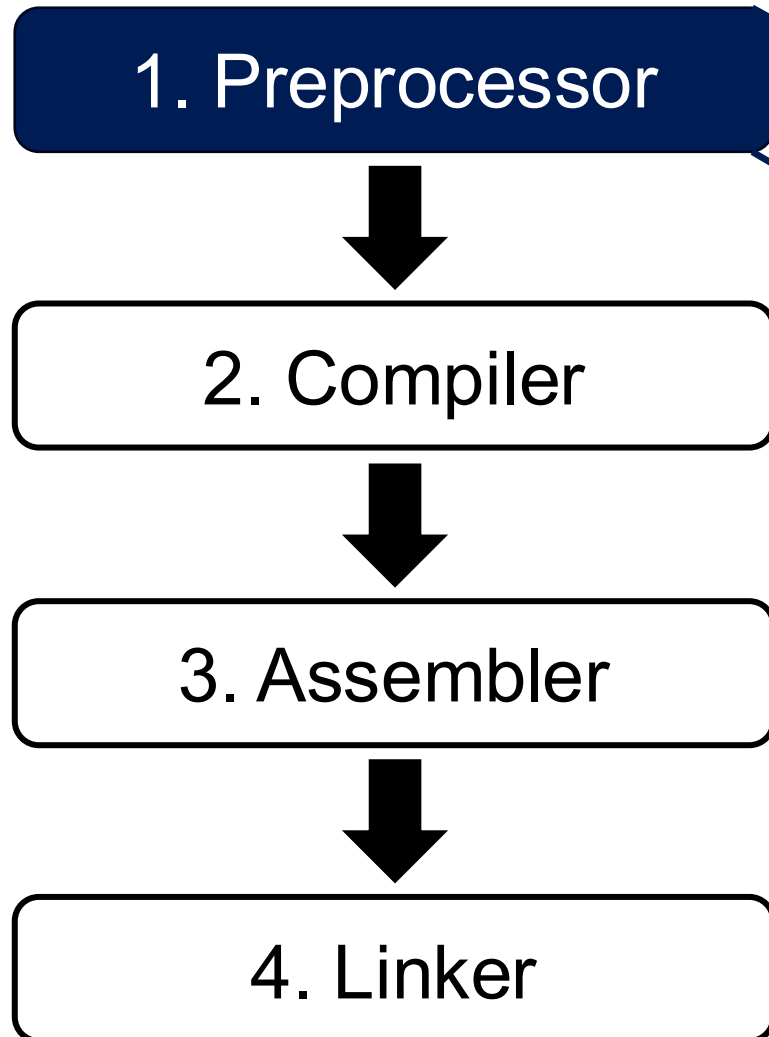 1. Preprocessor
2. Compiler
3. Assembler
4. Linker